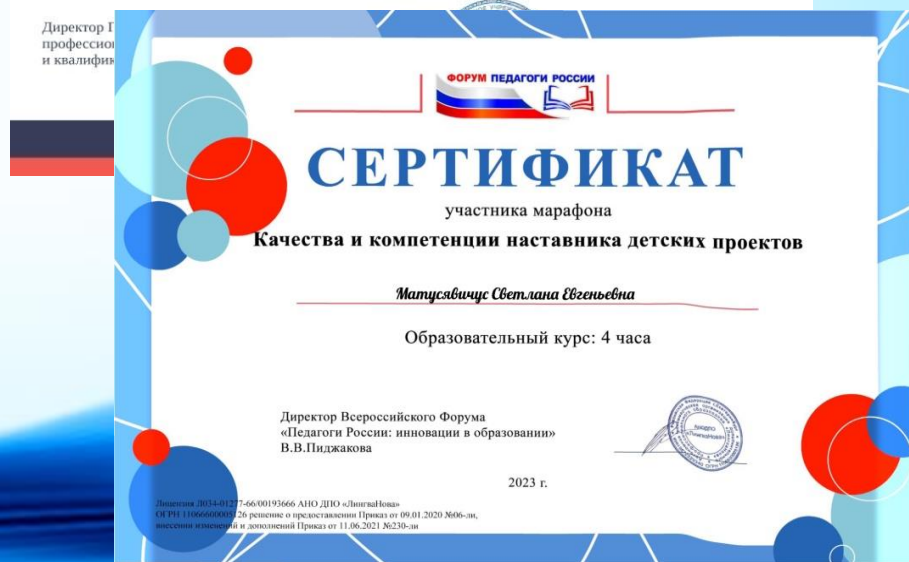 Директор
профессио
и квалифик
ФОРУМ ПЕДАГОГИ РОССИИ
СЕРТИФИКАТ
участника марафона
Качества и компетенции наставника детских проектов
Матусявичус Светлана Евгеньевна
Образовательный курс: 4 часа
Директор Всероссийского Форума
«Педагоги России: инновации в образовании»
В.В.Пиджакова
2023 г.
Лицензия Л034-01277-66/00193666 АНО ДПО «ЛингваНова»
ОГРН 11066600005126 решение о предоставлении Приказ от 09.01.2020 №06-ли,
внесении изменений и дополнений Приказ от 11.06.2021 №230-ли